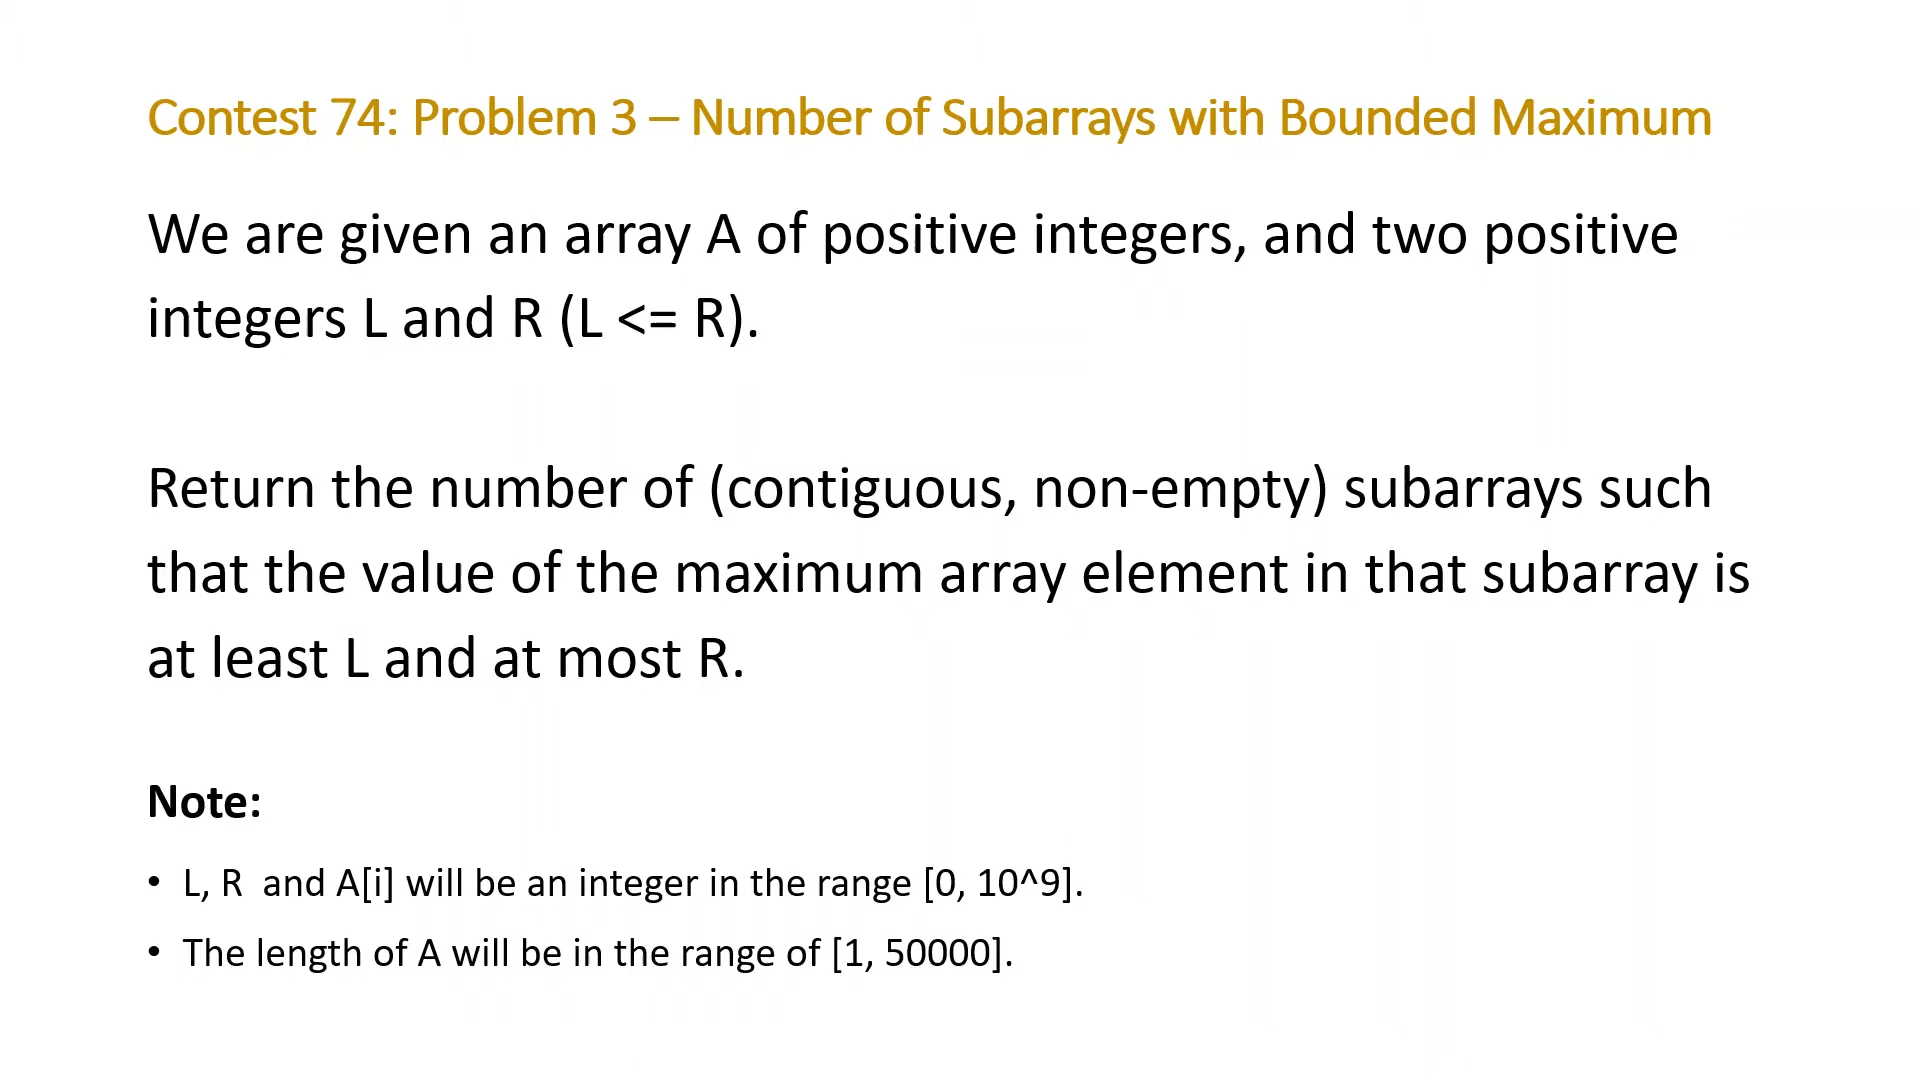 Contest 74: Problem 3 – Number of Subarrays with Bounded Maximum
We are given an array A of positive integers, and two positive
integers L and R (L <= R).
Return the number of (contiguous, non-empty) subarrays such
that the value of the maximum array element in that subarray is
at least L and at most R.
Note:
• L, R  and A[i] will be an integer in the range [0, 10^9].
• The length of A will be in the range of [1, 50000].